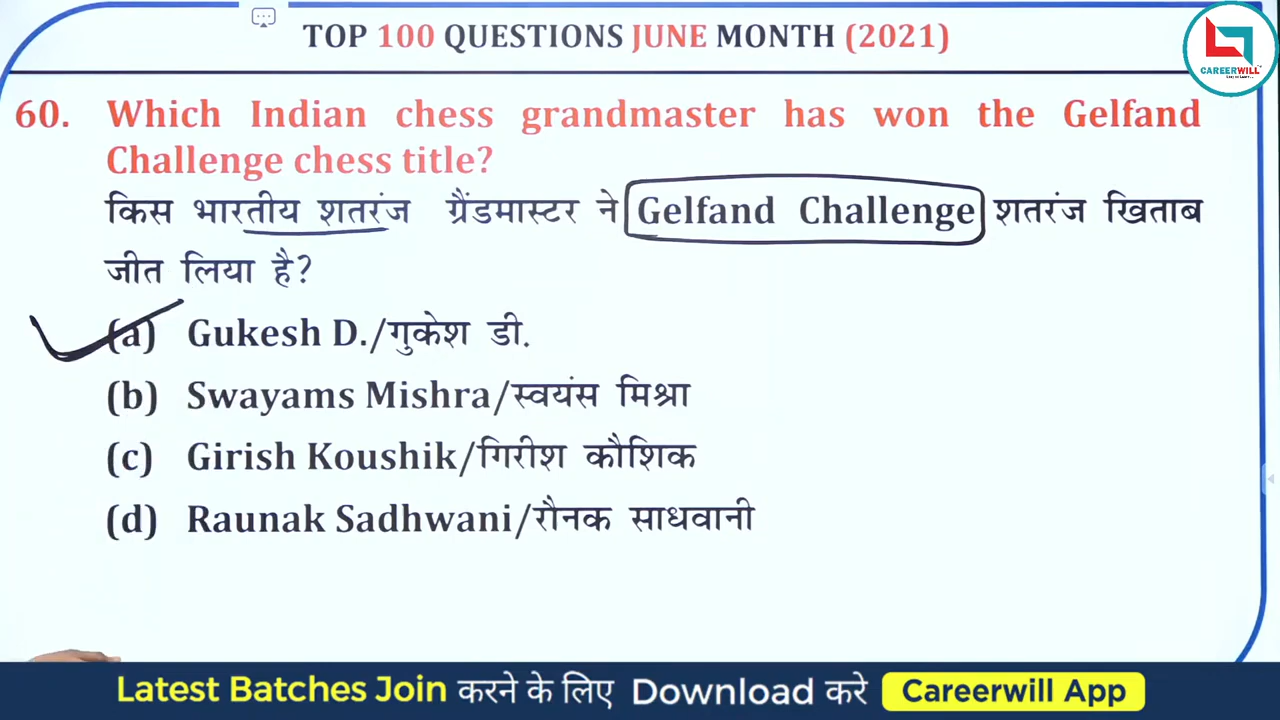 TOP 100 QUESTIONS JUNE MONTH (2021)
CAREERWILL
60. Which Indian chess grandmaster has won the Gelfand
Challenge chess title?
किस भारतीय शतरंज ग्रैंडमास्टर ने Gelfand Challenge शतरंज खिताब
जीत लिया है?
(a) Gukesh D./गुकेश डी.
(b) Swayams Mishra/स्वयंस मिश्रा
(c) Girish Koushik/गिरीश कौशिक
(d) Raunak Sadhwani/रौनक साधवानी
Latest Batches Join करने के लिए Download करे Careerwill App